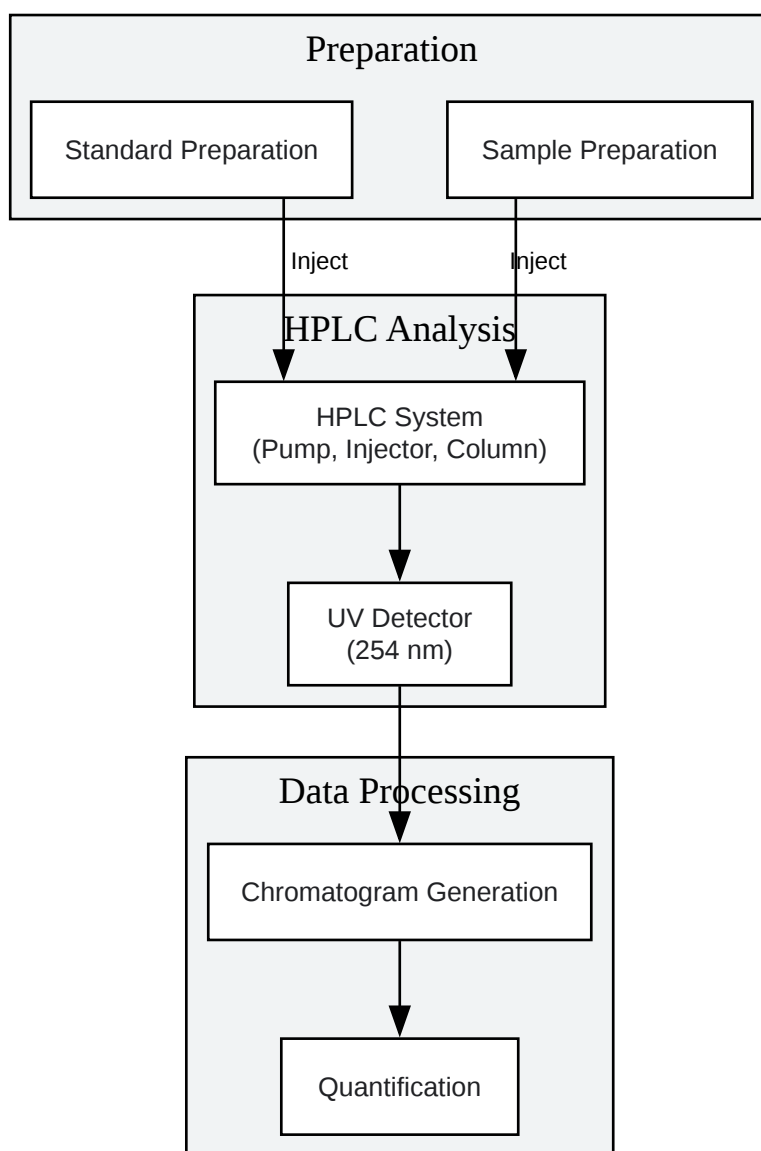 Preparation
Standard Preparation
Sample Preparation
Inject
Inject
HPLC Analysis
HPLC System
(Pump, Injector, Column)
UV Detector
(254 nm)
Data Processing
Chromatogram Generation
Quantification